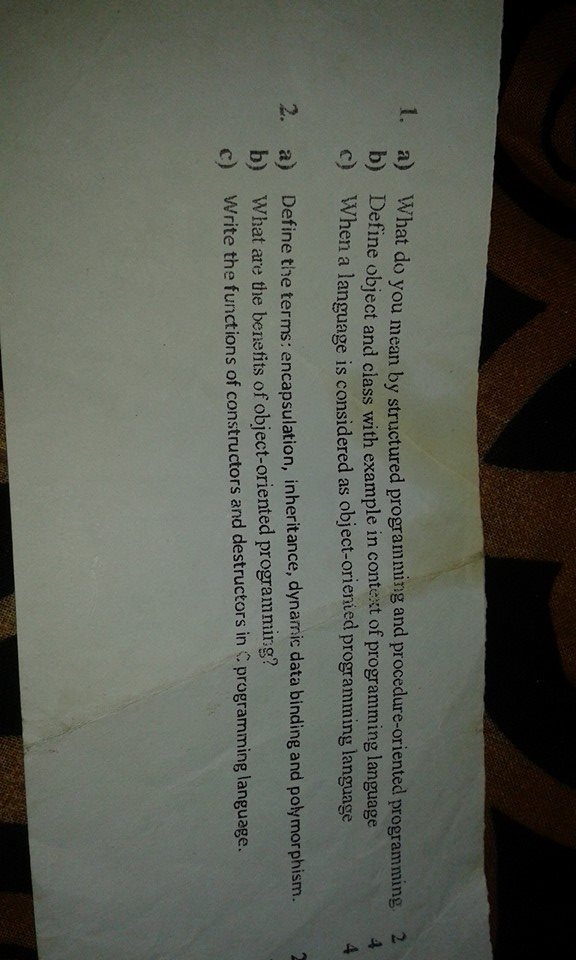 1. a) What do you mean by structured programming and procedure-oriented programming. 2
b) Define object and class with example in context of programming language 4
c) When a language is considered as object-oriented programming language 4
2. a) Define the terms: encapsulation, inheritance, dynamic data binding and polymorphism. 2
b) What are the benefits of object-oriented programming?
c) Write the functions of constructors and destructors in C programming language.